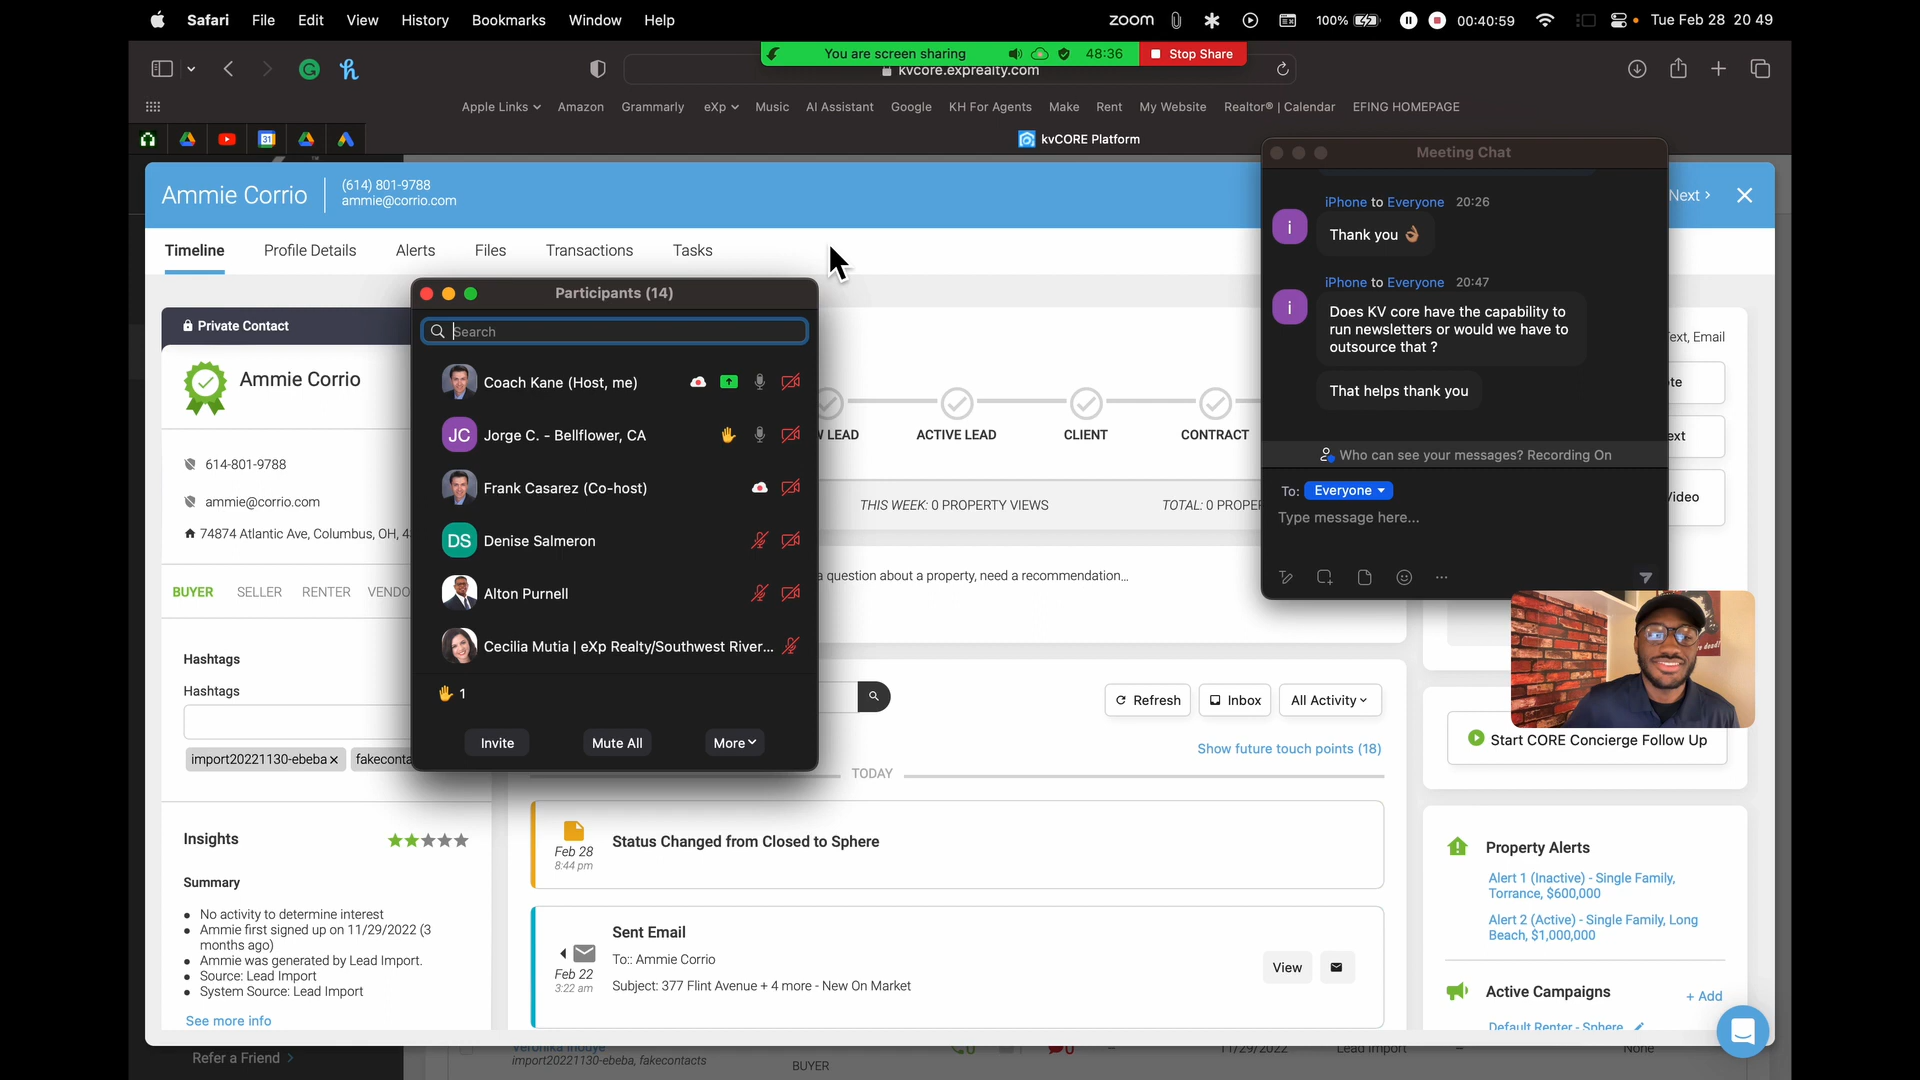 Safari File Edit View History Bookmarks Window Help
zoom 100% 00:40:59 Tue Feb 28 20 49
You are screen sharing 48:36 Stop Share
kvcore.exprealty.com
Apple Links Amazon Grammarly eXp Music AI Assistant Google KH For Agents Make Rent My Website Realtor® | Calendar EFING HOMEPAGE
31
kvCORE Platform
Ammie Corrio
(614) 801-9788
ammie@corrio.com
Next
Timeline Profile Details Alerts Files Transactions Tasks
Private Contact
Ammie Corrio
614-801-9788
ammie@corrio.com
74874 Atlantic Ave, Columbus, OH, 4
BUYER SELLER RENTER VENDO
Hashtags
Hashtags
import20221130-ebeba × fakeconta
Insights
Summary
No activity to determine interest
Ammie first signed up on 11/29/2022 (3
months ago)
Ammie was generated by Lead Import.
Source: Lead Import
System Source: Lead Import
See more info
Refer a Friend
Participants (14)
Search
Coach Kane (Host, me)
JC Jorge C. - Bellflower, CA
Frank Casarez (Co-host)
DS Denise Salmeron
Alton Purnell
Cecilia Mutia | eXp Realty/Southwest River...
1
Invite Mute All More
W LEAD ACTIVE LEAD CLIENT CONTRACT
THIS WEEK: 0 PROPERTY VIEWS TOTAL: 0 PROPER
a question about a property, need a recommendation...
Refresh Inbox All Activity
Show future touch points (18)
TODAY
Feb 28
8:44 pm
Status Changed from Closed to Sphere
Sent Email
To:: Ammie Corrio
Feb 22
3:22 am
Subject: 377 Flint Avenue + 4 more - New On Market
View
Meeting Chat
iPhone to Everyone 20:26
i
Thank you 👌🏽
iPhone to Everyone 20:47
i
Does KV core have the capability to
run newsletters or would we have to
outsource that ?
That helps thank you
Who can see your messages? Recording On
To: Everyone
Type message here...
ext, Email
te
ext
ideo
Start CORE Concierge Follow Up
Property Alerts
Alert 1 (Inactive) - Single Family,
Torrance, $600,000
Alert 2 (Active) - Single Family, Long
Beach, $1,000,000
Active Campaigns + Add
Default Renter - Sphere
import20221130-ebeba, fakecontacts
BUYER
11/29/2022
Lead Import
None